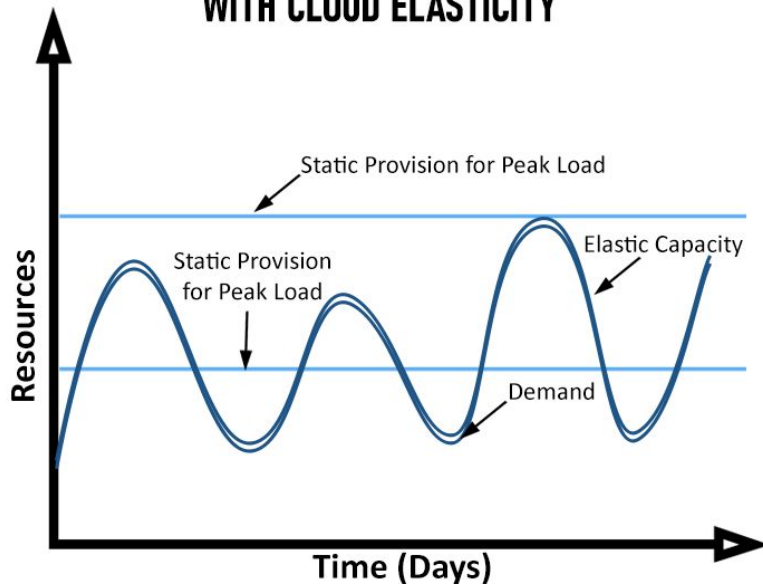 WITH CLOUD ELASTICITY
Static Provision for Peak Load
Elastic Capacity
Static Provision
for Peak Load
Demand
Resources
Time (Days)